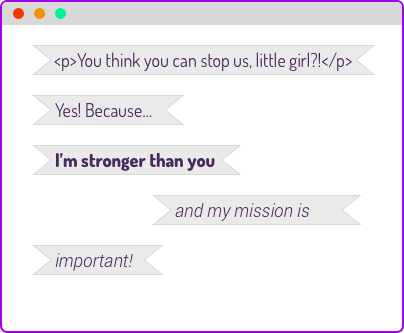 <p>You think you can stop us, little girl?!</p>
Yes! Because...
I'm stronger than you
and my mission is
important!